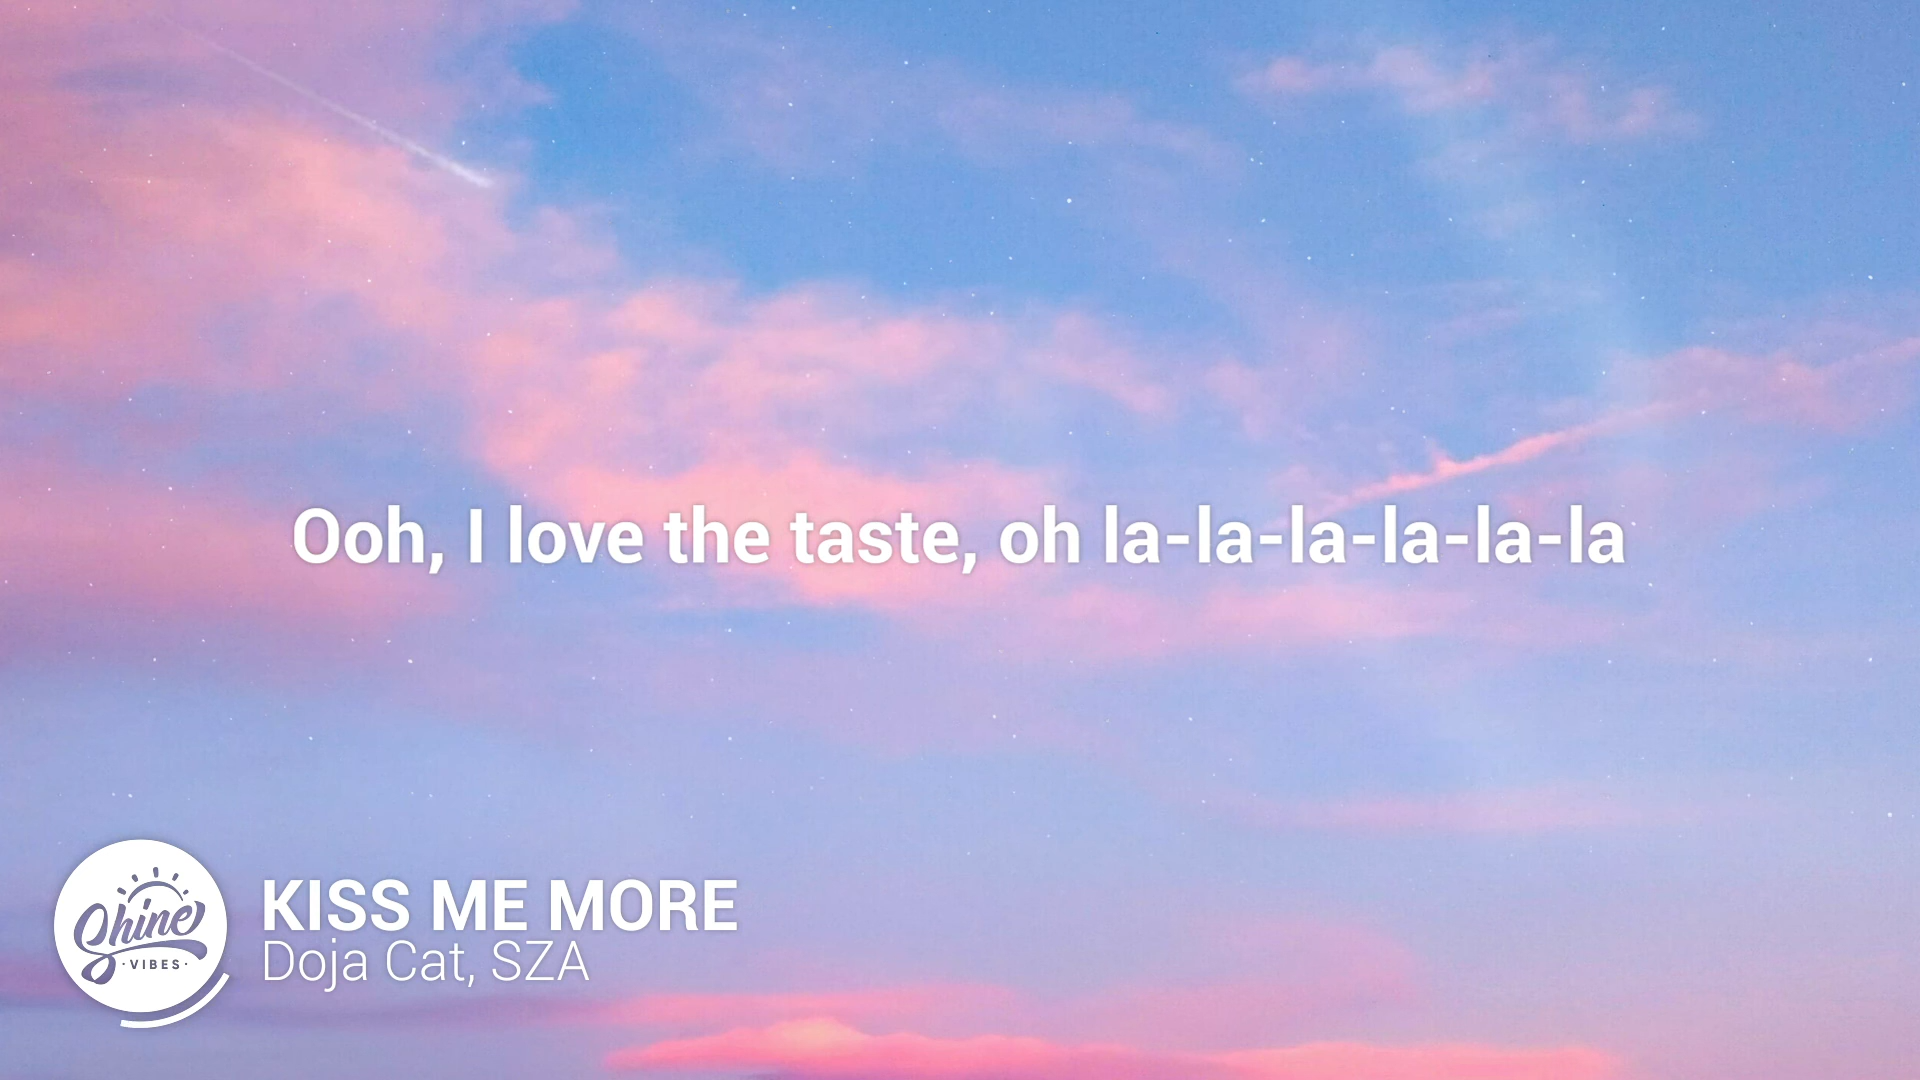 Ooh, I love the taste, oh la-la-la-la-la-la
Shine
·VIBES·
KISS ME MORE
Doja Cat, SZA